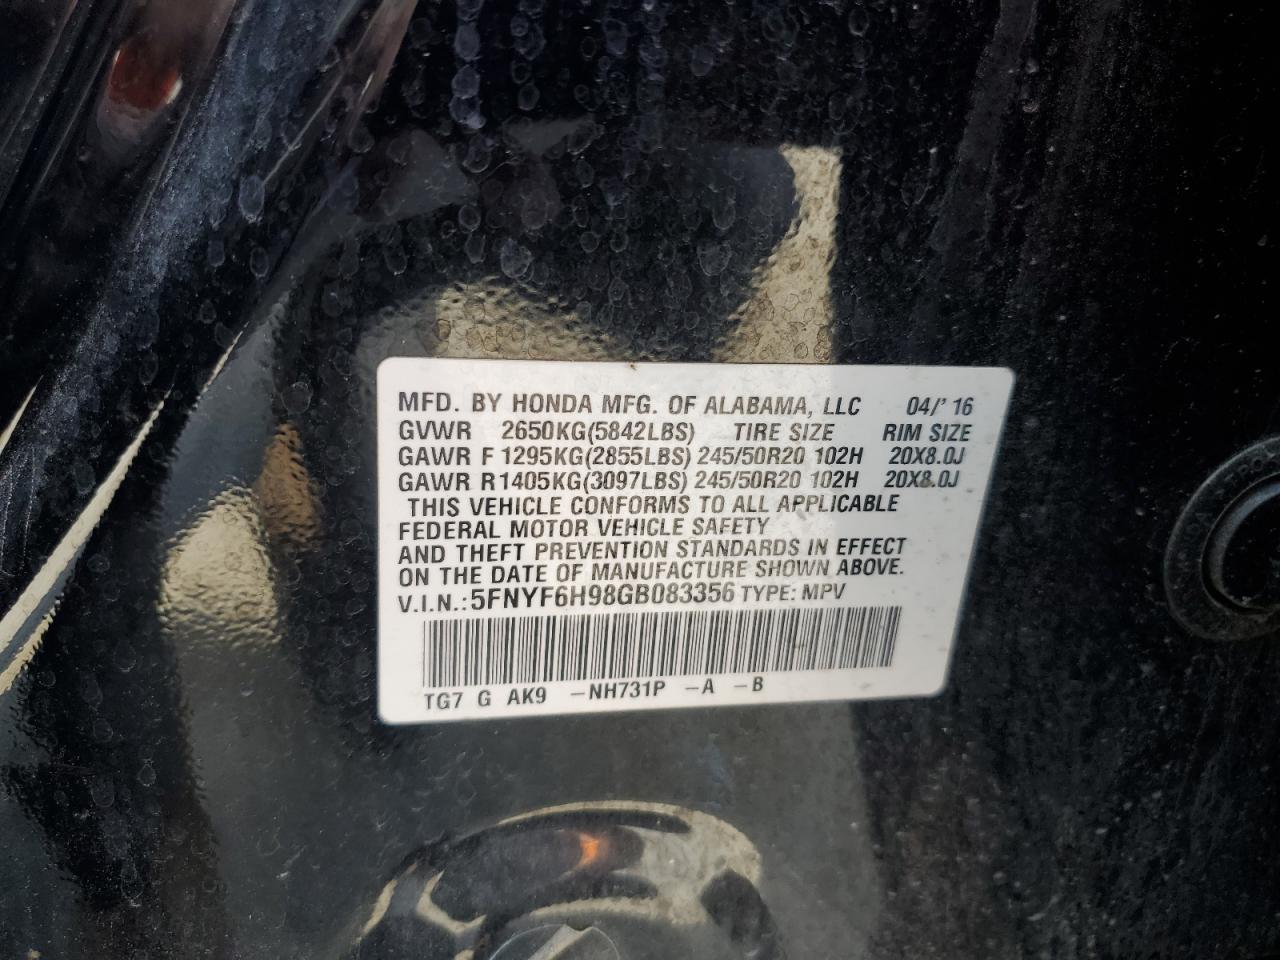 MFD. BY HONDA MFG. OF ALABAMA, LLC 04/'16
GVWR 2650KG(5842LBS) TIRE SIZE RIM SIZE
GAWR F 1295KG(2855LBS) 245/50R20 102H 20X8.0J
GAWR R 1405KG(3097LBS) 245/50R20 102H 20X8.0J
THIS VEHICLE CONFORMS TO ALL APPLICABLE
FEDERAL MOTOR VEHICLE SAFETY
AND THEFT PREVENTION STANDARDS IN EFFECT
ON THE DATE OF MANUFACTURE SHOWN ABOVE.
V.I.N.: 5FNYF6H98GB083356 TYPE: MPV
TG7 G AK9 -NH731P -A -B